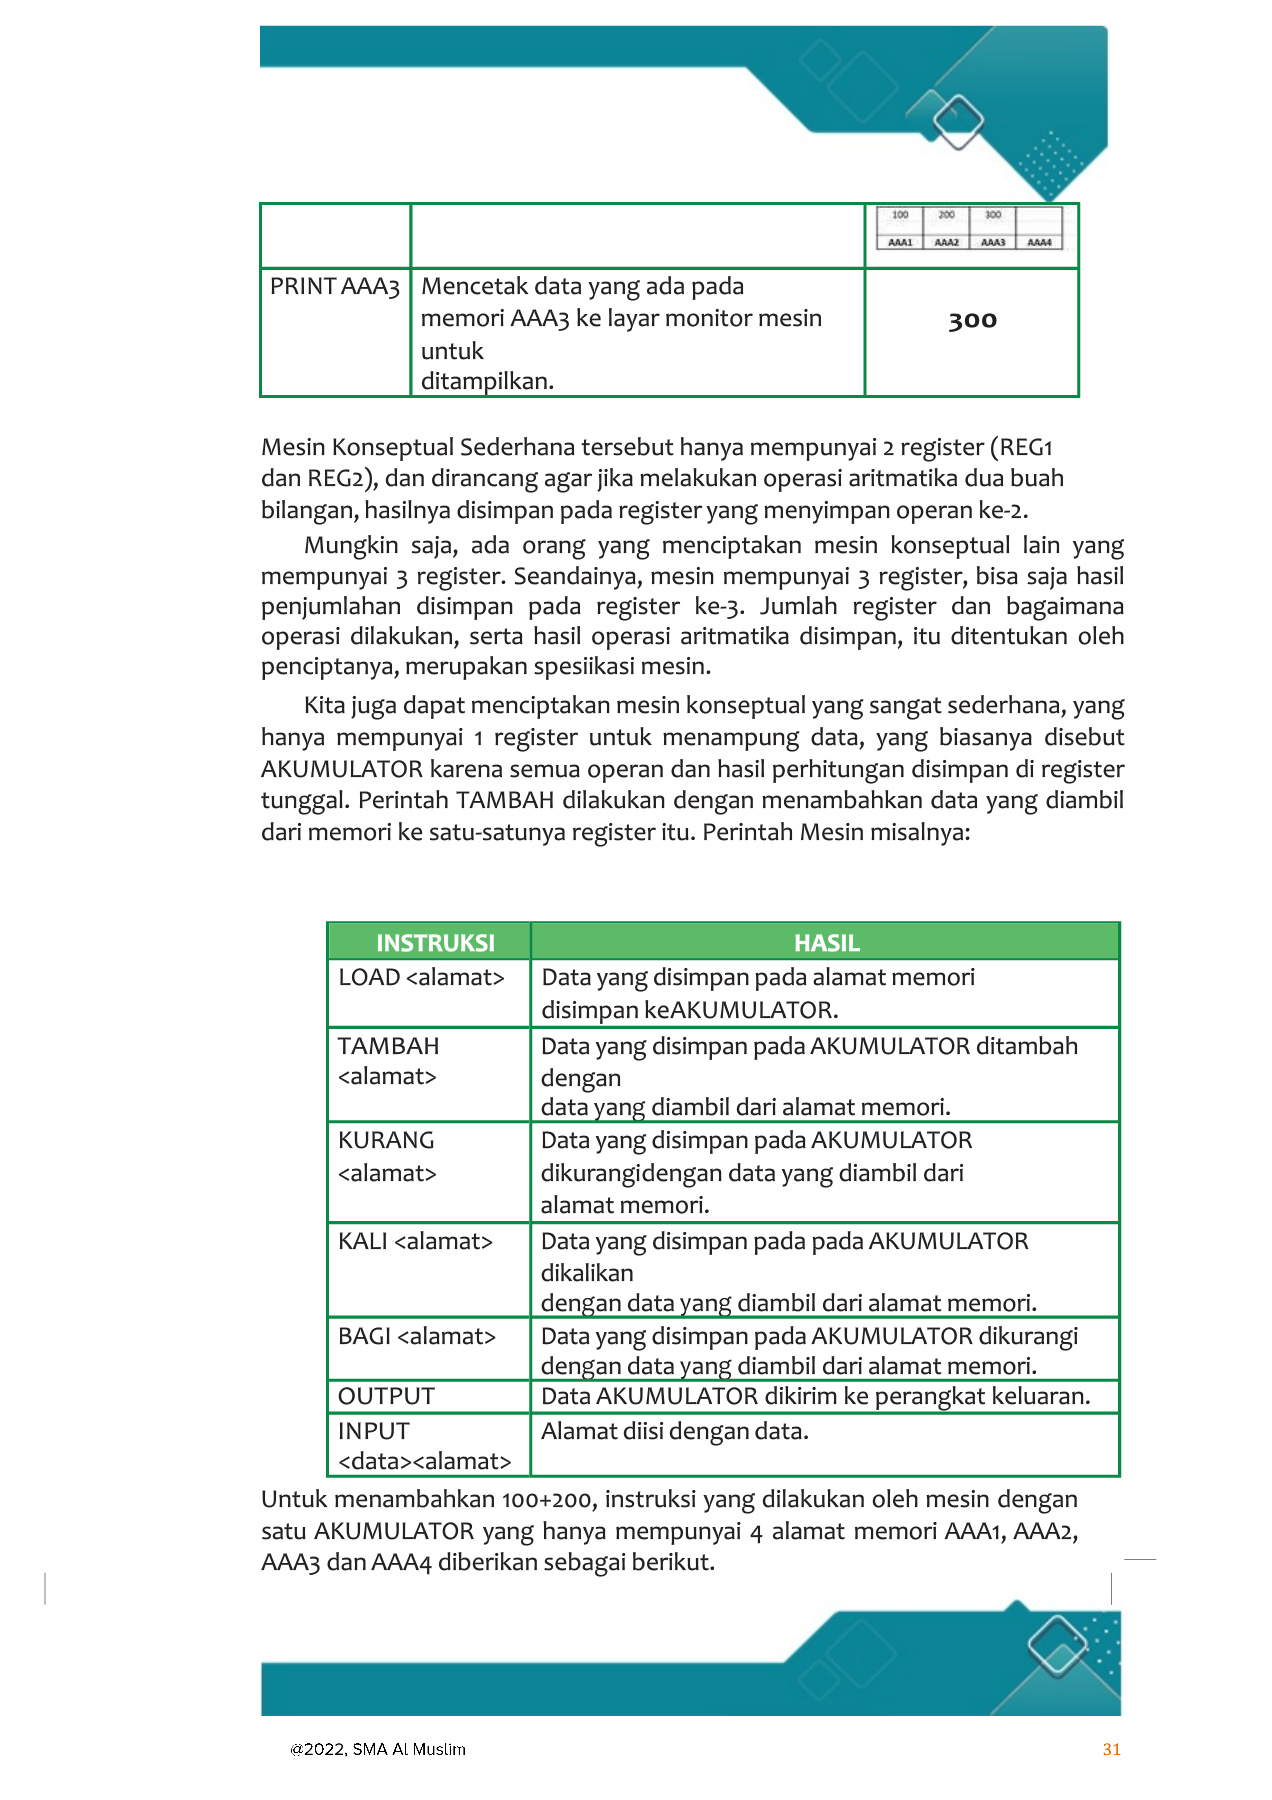 100 200 300
AAA1 AAA2 AAA3 AAA4
PRINT AAA3
Mencetak data yang ada pada
memori AAA3 ke layar monitor mesin
untuk
ditampilkan.
300
Mesin Konseptual Sederhana tersebut hanya mempunyai 2 register (REG1
dan REG2), dan dirancang agar jika melakukan operasi aritmatika dua buah
bilangan, hasilnya disimpan pada register yang menyimpan operan ke-2.
Mungkin saja, ada orang yang menciptakan mesin konseptual lain yang
mempunyai 3 register. Seandainya, mesin mempunyai 3 register, bisa saja hasil
penjumlahan disimpan pada register ke-3. Jumlah register dan bagaimana
operasi dilakukan, serta hasil operasi aritmatika disimpan, itu ditentukan oleh
penciptanya, merupakan spesiikasi mesin.
Kita juga dapat menciptakan mesin konseptual yang sangat sederhana, yang
hanya mempunyai 1 register untuk menampung data, yang biasanya disebut
AKUMULATOR karena semua operan dan hasil perhitungan disimpan di register
tunggal. Perintah TAMBAH dilakukan dengan menambahkan data yang diambil
dari memori ke satu-satunya register itu. Perintah Mesin misalnya:
INSTRUKSI HASIL
LOAD <alamat>
Data yang disimpan pada alamat memori
disimpan keAKUMULATOR.
TAMBAH
<alamat>
Data yang disimpan pada AKUMULATOR ditambah
dengan
data yang diambil dari alamat memori.
KURANG
<alamat>
Data yang disimpan pada AKUMULATOR
dikurangidengan data yang diambil dari
alamat memori.
KALI <alamat>
Data yang disimpan pada pada AKUMULATOR
dikalikan
dengan data yang diambil dari alamat memori.
BAGI <alamat>
Data yang disimpan pada AKUMULATOR dikurangi
dengan data yang diambil dari alamat memori.
OUTPUT
Data AKUMULATOR dikirim ke perangkat keluaran.
INPUT
<data><alamat>
Alamat diisi dengan data.
Untuk menambahkan 100+200, instruksi yang dilakukan oleh mesin dengan
satu AKUMULATOR yang hanya mempunyai 4 alamat memori AAA1, AAA2,
AAA3 dan AAA4 diberikan sebagai berikut.
@2022, SMA Al Muslim
31